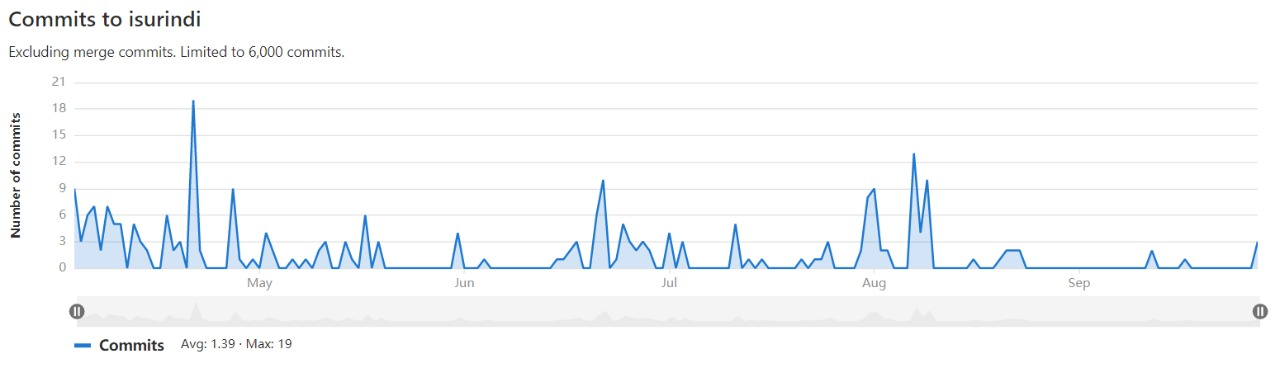 Commits to isurindi
Excluding merge commits. Limited to 6,000 commits.
Number of commits
21
18
15
12
9
6
3
0
May Jun Jul Aug Sep
Commits Avg: 1.39 · Max: 19